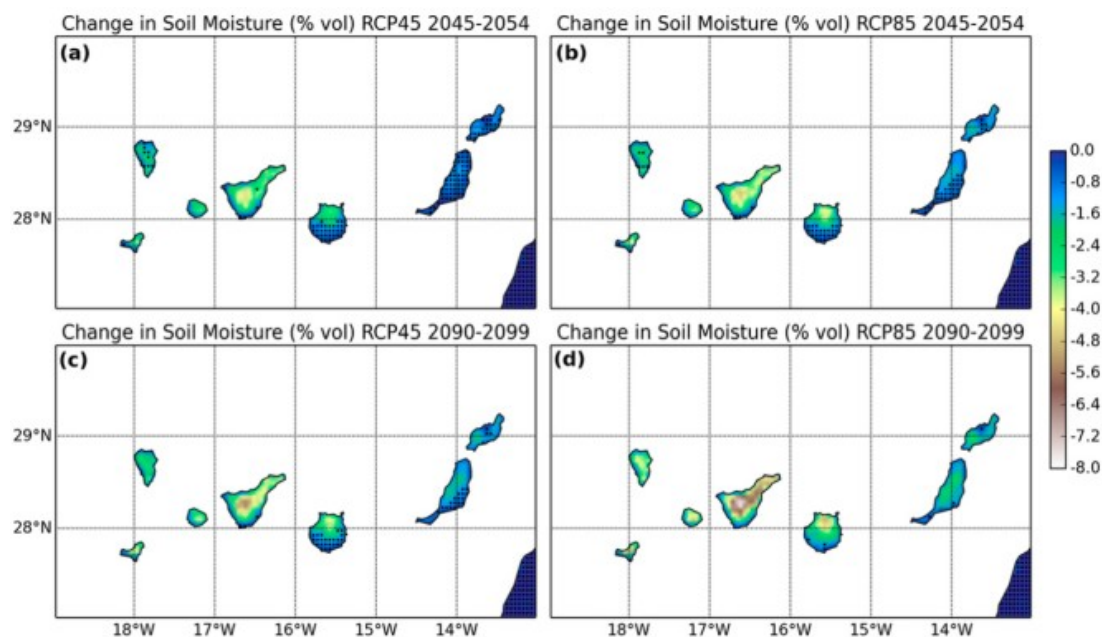 Change in Soil Moisture (% vol) RCP45 2045-2054
(a)
29°N
28°N
Change in Soil Moisture (% vol) RCP85 2045-2054
(b)
0.0
-0.8
-1.6
-2.4
-3.2
-4.0
-4.8
-5.6
-6.4
-7.2
-8.0
Change in Soil Moisture (% vol) RCP45 2090-2099
(c)
29°N
28°N
18°W 17°W 16°W 15°W 14°W
Change in Soil Moisture (% vol) RCP85 2090-2099
(d)
18°W 17°W 16°W 15°W 14°W